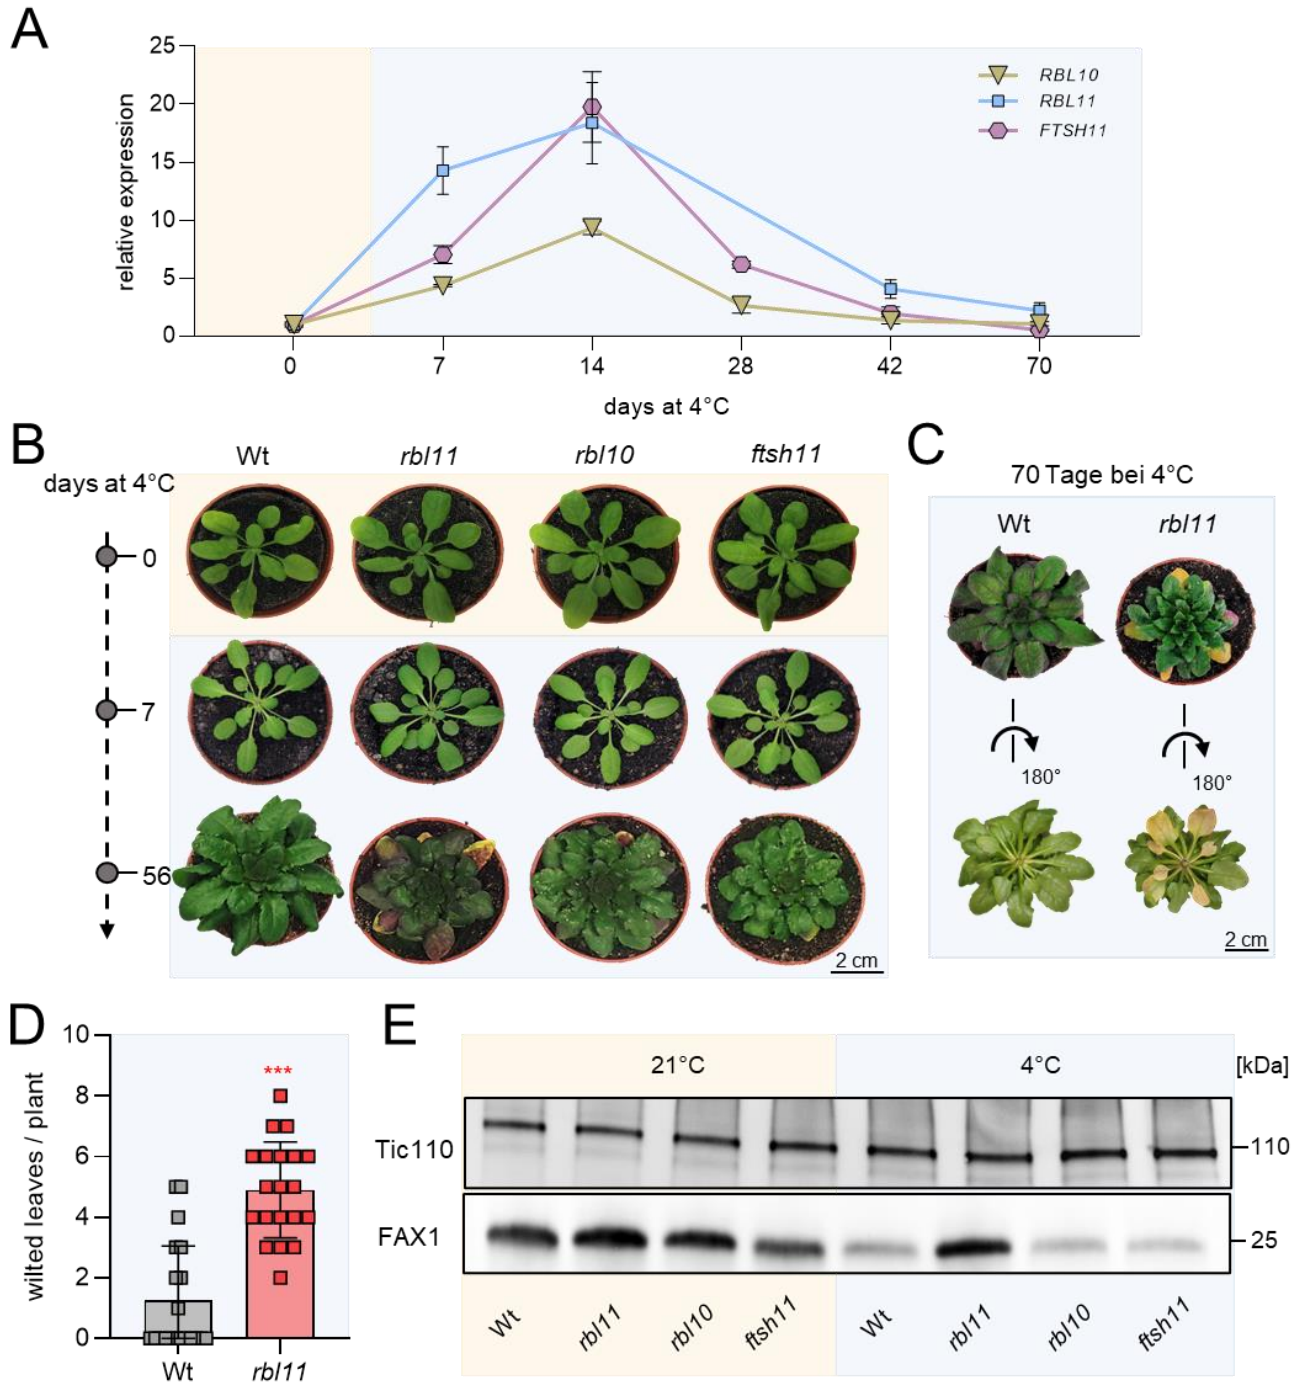 A
25
20
15
10
5
0
relative expression
RBL10
RBL11
FTSH11
0 7 14 28 42 70
days at 4°C
B
Wt rbl11 rbl10 ftsh11
days at 4°C
0
7
56
2 cm
C
70 Tage bei 4°C
Wt rbl11
180° 180°
2 cm
D
10
8
6
4
2
0
wilted leaves / plant
***
Wt rbl11
E
21°C 4°C [kDa]
Tic110 110
FAX1 25
Wt rbl11 rbl10 ftsh11 Wt rbl11 rbl10 ftsh11